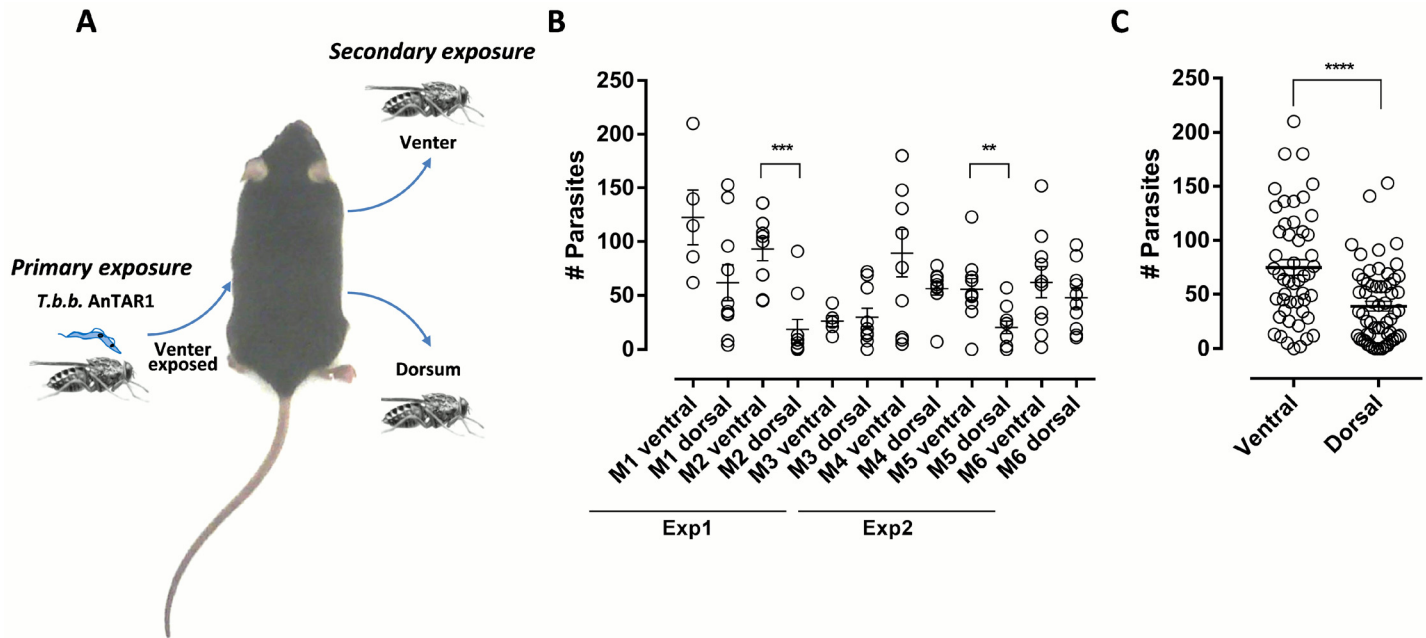 A
Secondary exposure
Venter
Primary exposure
T.b.b. AnTAR1
Venter
exposed
Dorsum
B
# Parasites
250
200
150
100
50
0
***
**
M1 ventral
M1 dorsal
M2 ventral
M2 dorsal
M3 ventral
M3 dorsal
M4 ventral
M4 dorsal
M5 ventral
M5 dorsal
M6 ventral
M6 dorsal
Exp1
Exp2
C
# Parasites
250
200
150
100
50
0
****
Ventral
Dorsal